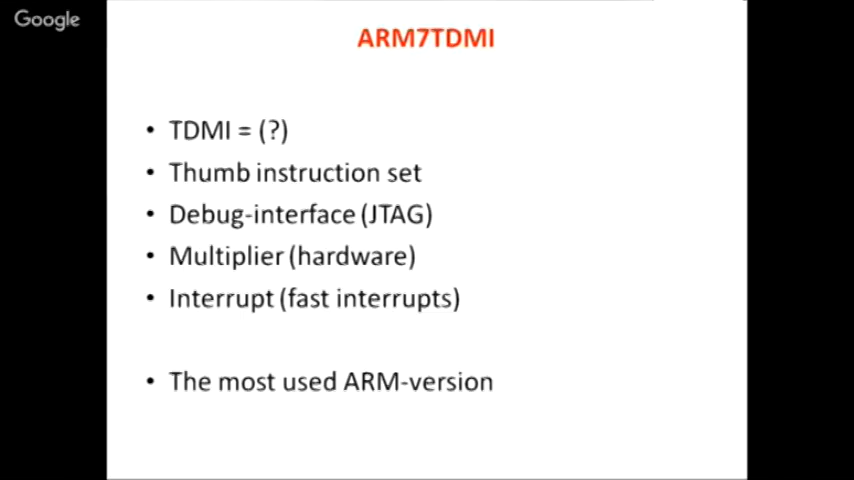 Google
ARM7TDMI
• TDMI = (?)
• Thumb instruction set
• Debug-interface (JTAG)
• Multiplier (hardware)
• Interrupt (fast interrupts)
• The most used ARM-version